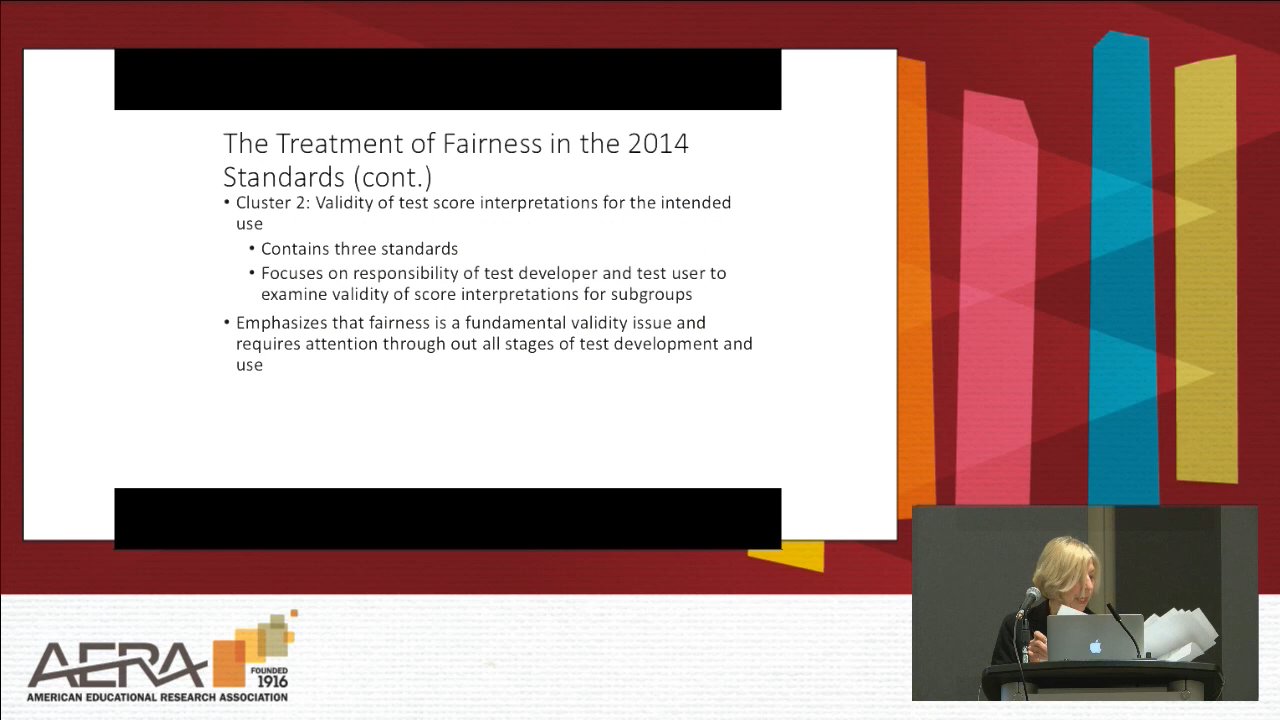 The Treatment of Fairness in the 2014
Standards (cont.)
• Cluster 2: Validity of test score interpretations for the intended
use
• Contains three standards
• Focuses on responsibility of test developer and test user to
examine validity of score interpretations for subgroups
• Emphasizes that fairness is a fundamental validity issue and
requires attention through out all stages of test development and
use
AERA
FOUNDED
1916
AMERICAN EDUCATIONAL RESEARCH ASSOCIATION